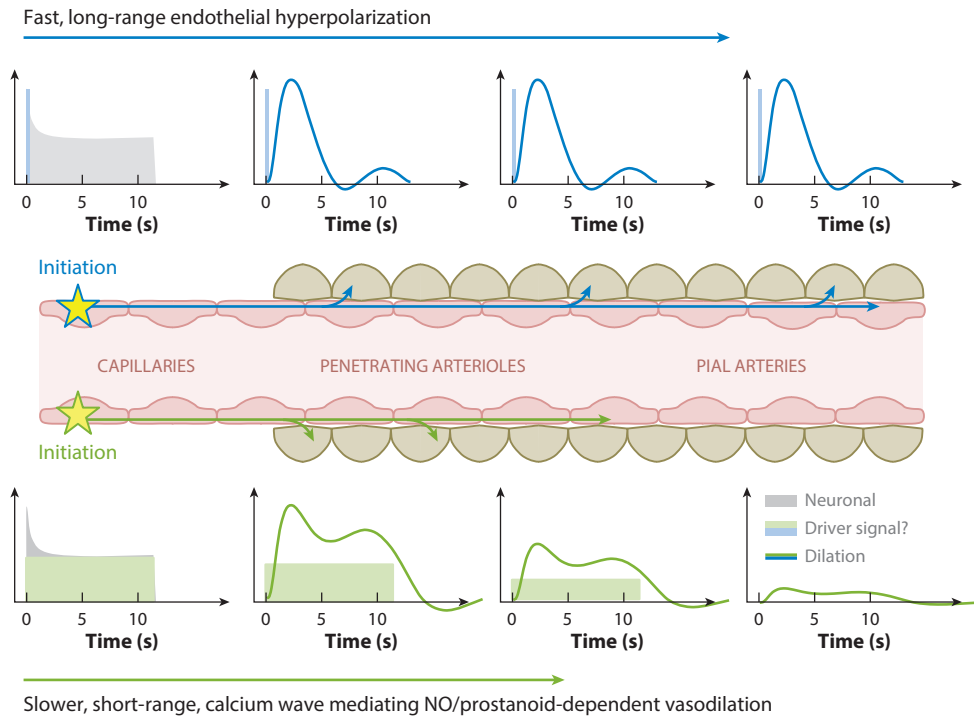 Fast, long-range endothelial hyperpolarization
0 5 10
Time (s)
0 5 10
Time (s)
0 5 10
Time (s)
0 5 10
Time (s)
Initiation
CAPILLARIES
PENETRATING ARTERIOLES
PIAL ARTERIES
Initiation
Neuronal
Driver signal?
Dilation
0 5 10
Time (s)
0 5 10
Time (s)
0 5 10
Time (s)
0 5 10
Time (s)
Slower, short-range, calcium wave mediating NO/prostanoid-dependent vasodilation